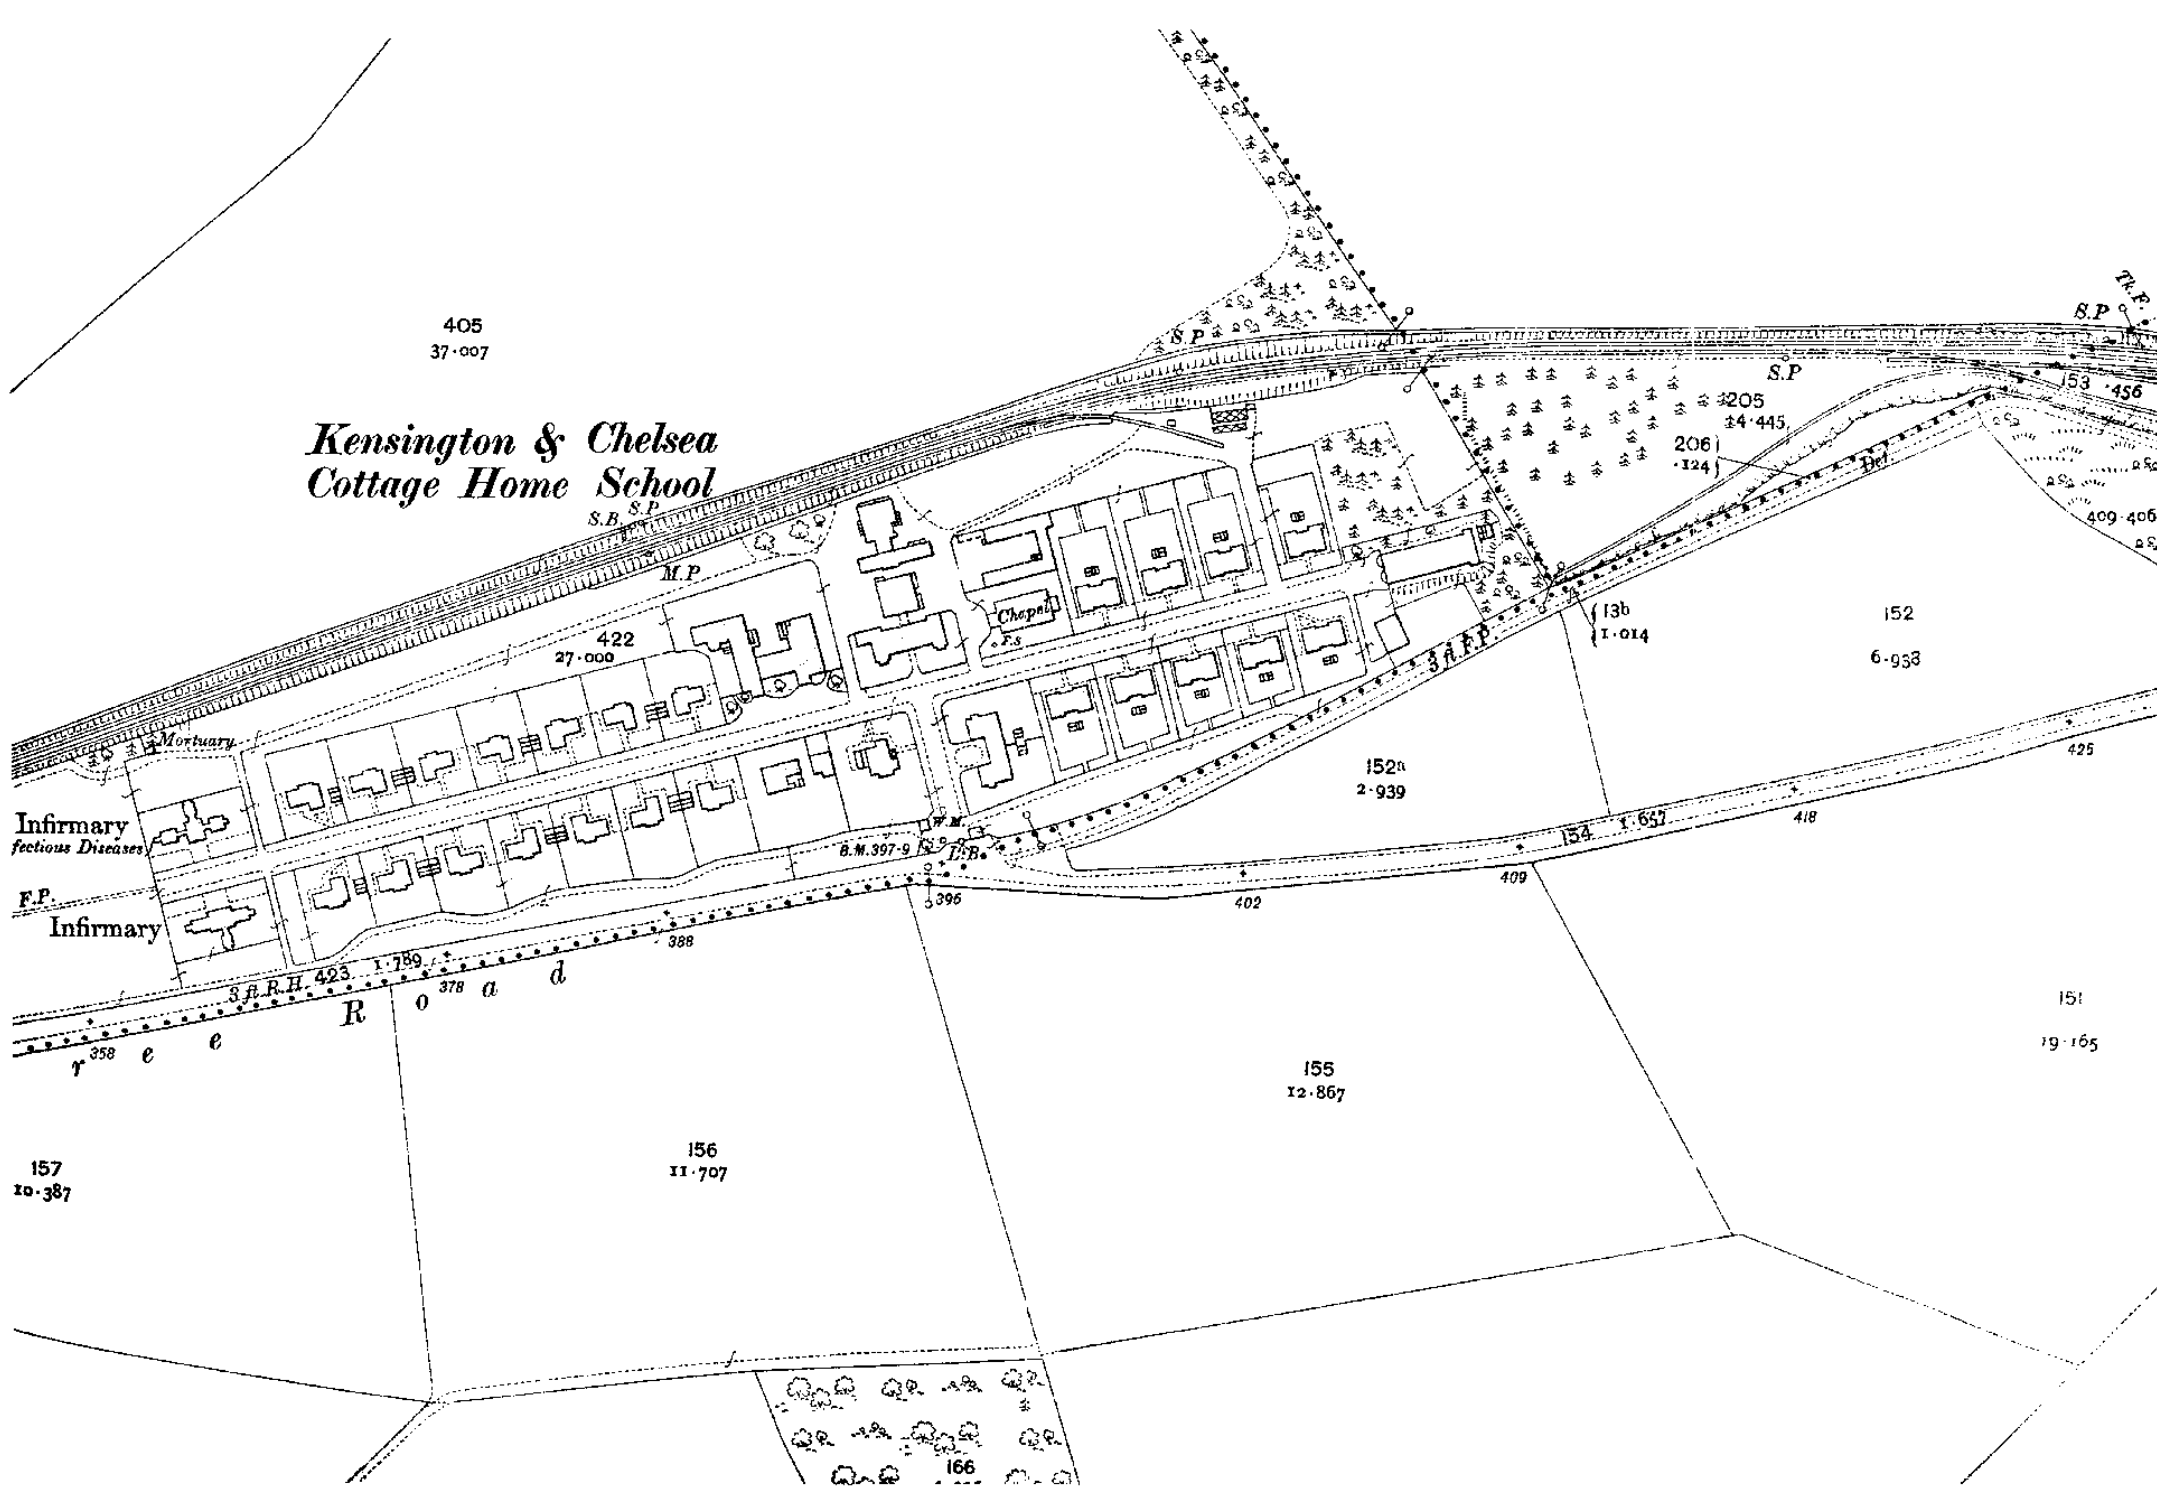 405
37·007
Kensington & Chelsea
Cottage Home School
S.P
S.B.
M.P
S.P
S.P
S.P
Tk.F.
153 ·456
205
4·445
206
·124
Def.
409·406
422
27·000
Chapel
F.S
13b
1·014
152
6·938
3 ft F.P.
Mortuary
152a
2·939
425
Infirmary
fectious Diseases)
W.M.
B.M.397·9
L.B.
154 1·657
418
F.P.
Infirmary
396
402
409
388
3 ft R.H. 423 1·789
378
358
r e e R o a d
151
19·165
155
12·867
156
11·707
157
10·387
166